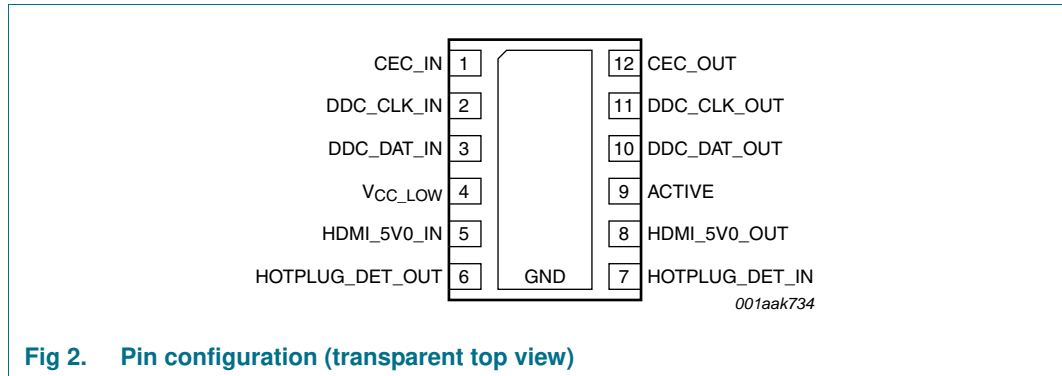 CEC_IN 1 12 CEC_OUT
DDC_CLK_IN 2 11 DDC_CLK_OUT
DDC_DAT_IN 3 10 DDC_DAT_OUT
VCC_LOW 4 9 ACTIVE
HDMI_5V0_IN 5 8 HDMI_5V0_OUT
HOTPLUG_DET_OUT 6 GND 7 HOTPLUG_DET_IN
001aak734
Fig 2. Pin configuration (transparent top view)